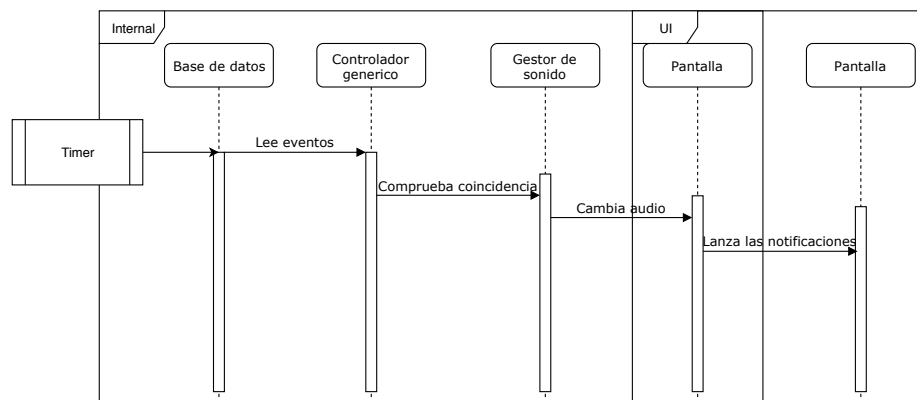 Internal
UI
Base de datos
Controlador
generico
Gestor de
sonido
Pantalla
Pantalla
Timer
Lee eventos
Comprueba coincidencia
Cambia audio
Lanza las notificaciones